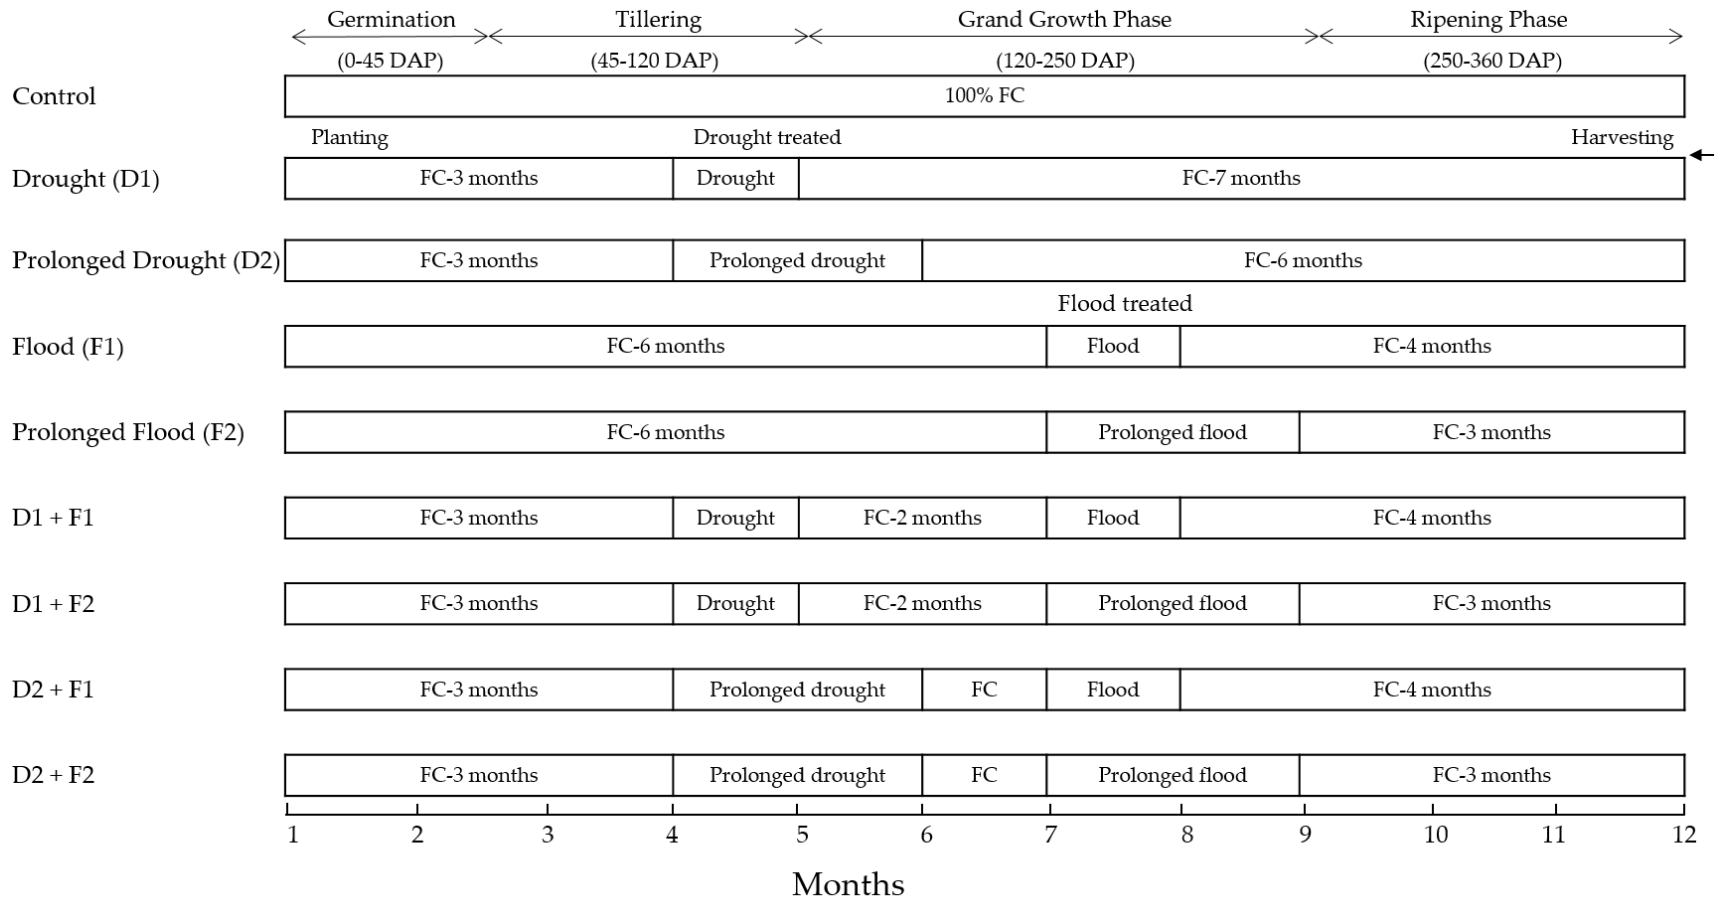 Germination Tillering Grand Growth Phase Ripening Phase
(0-45 DAP) (45-120 DAP) (120-250 DAP) (250-360 DAP)
Control 100% FC
Planting Drought treated Harvesting
Drought (D1) FC-3 months Drought FC-7 months
Prolonged Drought (D2) FC-3 months Prolonged drought FC-6 months
Flood treated
Flood (F1) FC-6 months Flood FC-4 months
Prolonged Flood (F2) FC-6 months Prolonged flood FC-3 months
D1 + F1 FC-3 months Drought FC-2 months Flood FC-4 months
D1 + F2 FC-3 months Drought FC-2 months Prolonged flood FC-3 months
D2 + F1 FC-3 months Prolonged drought FC Flood FC-4 months
D2 + F2 FC-3 months Prolonged drought FC Prolonged flood FC-3 months
1 2 3 4 5 6 7 8 9 10 11 12
Months